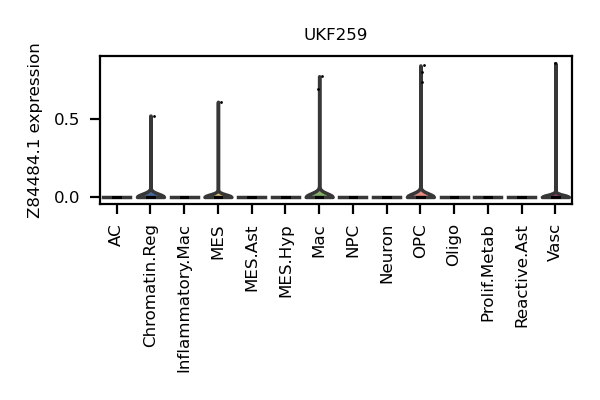 UKF259
Z84484.1 expression
0.5
0.0
AC
Chromatin.Reg
Inflammatory.Mac
MES
MES.Ast
MES.Hyp
Mac
NPC
Neuron
OPC
Oligo
Prolif.Metab
Reactive.Ast
Vasc